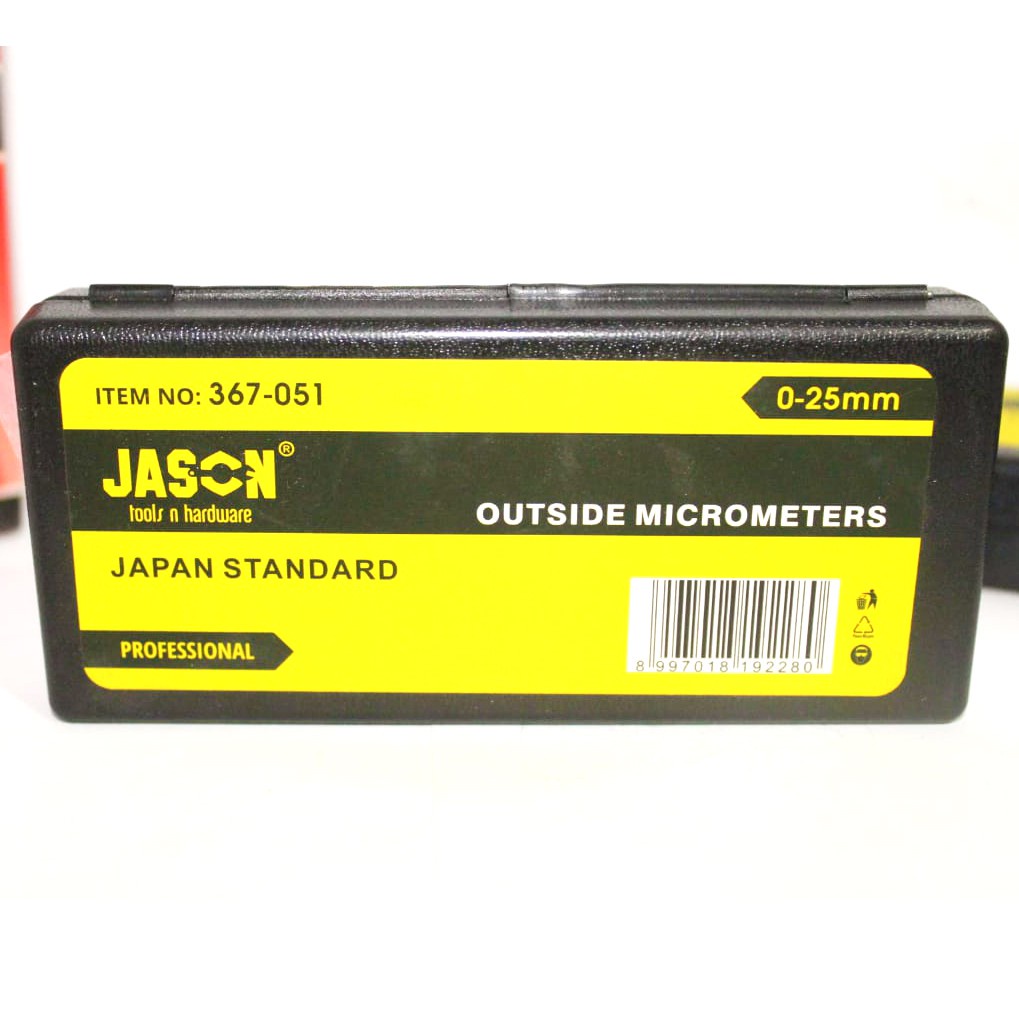 ITEM NO: 367-051
0-25mm
JASON®
tools n hardware
OUTSIDE MICROMETERS
JAPAN STANDARD
PROFESSIONAL
8 997018 192280